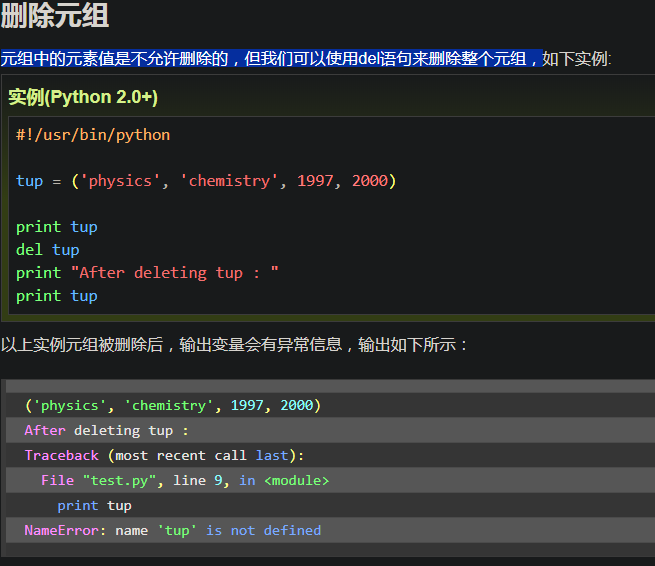 删除元组
元组中的元素值是不允许删除的，但我们可以使用del语句来删除整个元组，如下实例:
实例(Python 2.0+)
#!/usr/bin/python
tup = ('physics', 'chemistry', 1997, 2000)
print tup
del tup
print "After deleting tup : "
print tup
以上实例元组被删除后，输出变量会有异常信息，输出如下所示：
('physics', 'chemistry', 1997, 2000)
After deleting tup :
Traceback (most recent call last):
  File "test.py", line 9, in <module>
    print tup
NameError: name 'tup' is not defined